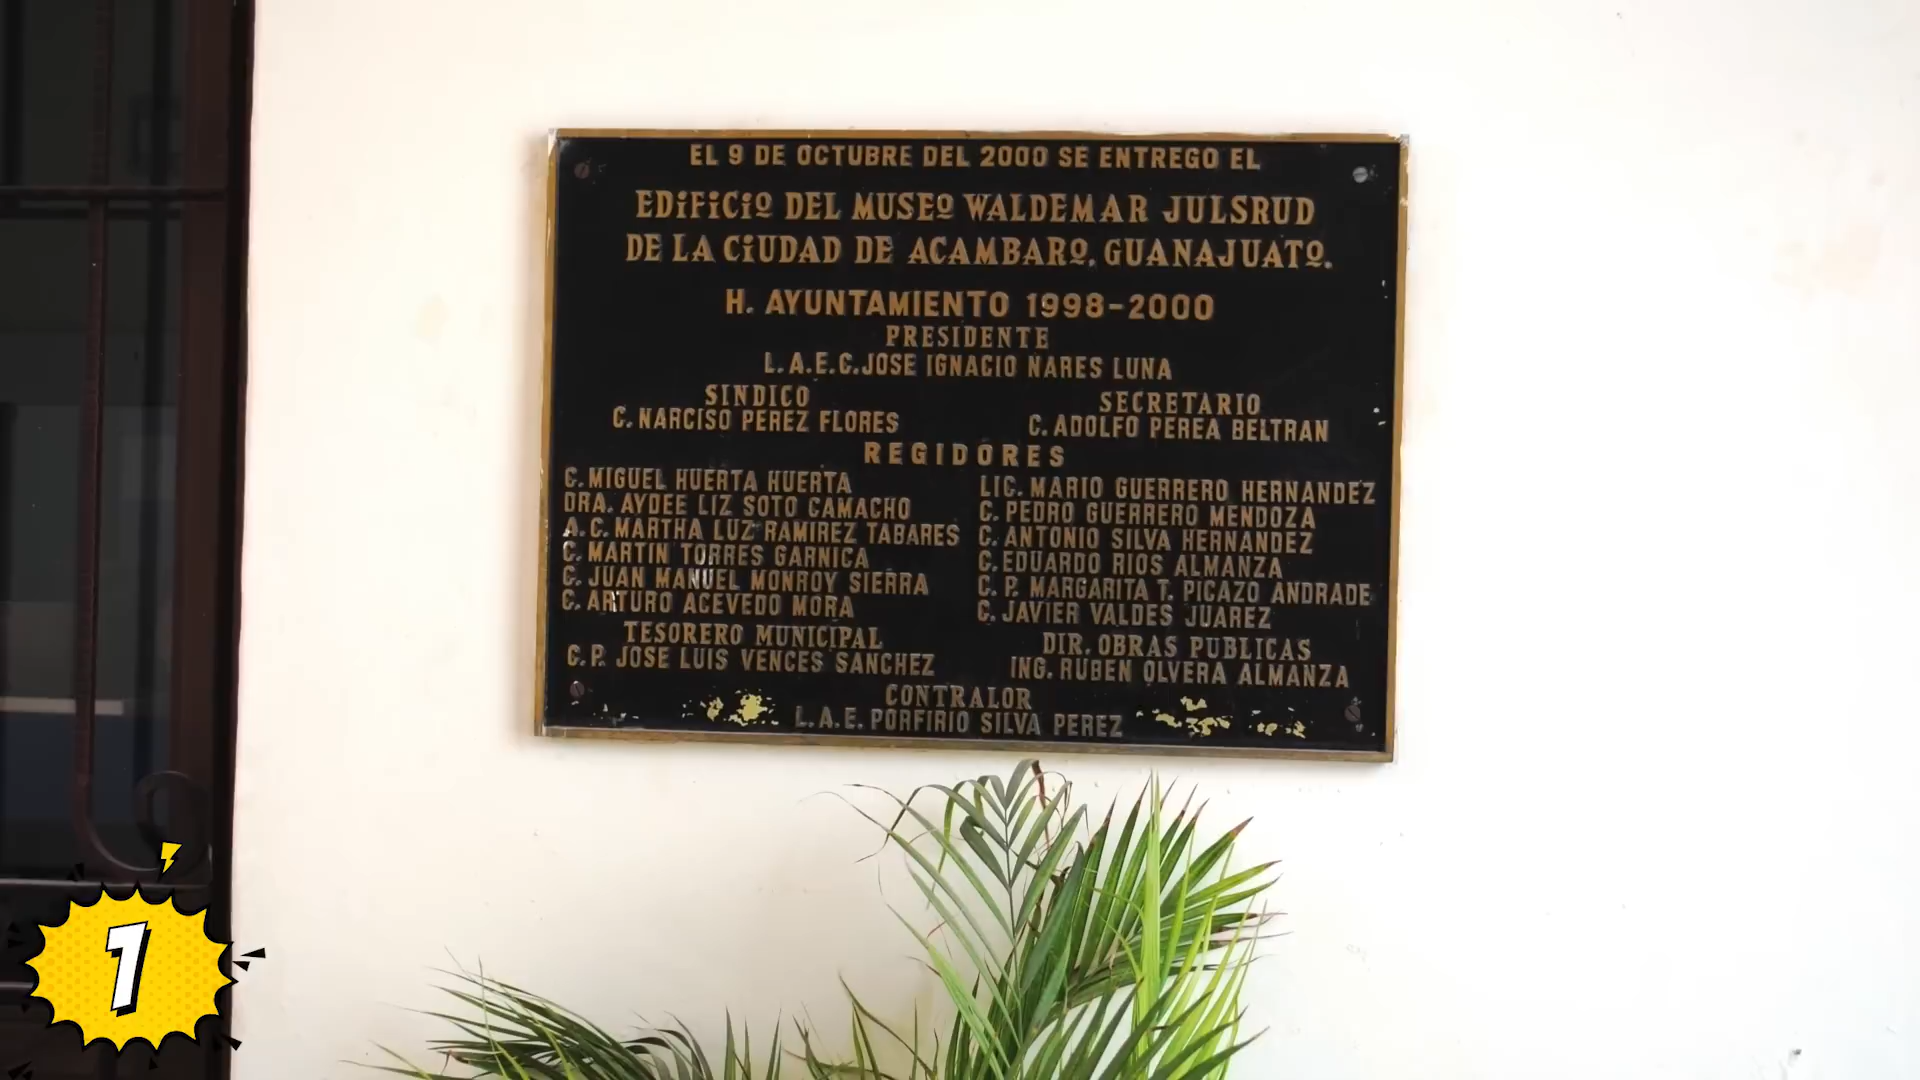 EL 9 DE OCTUBRE DEL 2000 SE ENTREGO EL
EDiFiCiO DEL MUSEO WALDEMAR JULSRUD
DE LA CiUDAD DE ACAMBARO, GUANAJUATO.
H. AYUNTAMIENTO 1998-2000
PRESIDENTE
L.A.E.C.JOSE IGNACIO NARES LUNA
SINDICO
C. NARCISO PEREZ FLORES
SECRETARIO
C. ADOLFO PEREA BELTRAN
REGIDORES
C. MIGUEL HUERTA HUERTA
DRA. AYDEE LIZ SOTO CAMACHO
A.C. MARTHA LUZ RAMIREZ TABARES
C. MARTIN TORRES GARNICA
C. JUAN MANUEL MONROY SIERRA
C. ARTURO ACEVEDO MORA
LIC. MARIO GUERRERO HERNANDEZ
C. PEDRO GUERRERO MENDOZA
C. ANTONIO SILVA HERNANDEZ
C. EDUARDO RIOS ALMANZA
C. P. MARGARITA T. PICAZO ANDRADE
C. JAVIER VALDES JUAREZ
TESORERO MUNICIPAL
C.P. JOSE LUIS VENCES SANCHEZ
DIR. OBRAS PUBLICAS
ING. RUBEN OLVERA ALMANZA
CONTRALOR
L.A.E. PORFIRIO SILVA PEREZ
1